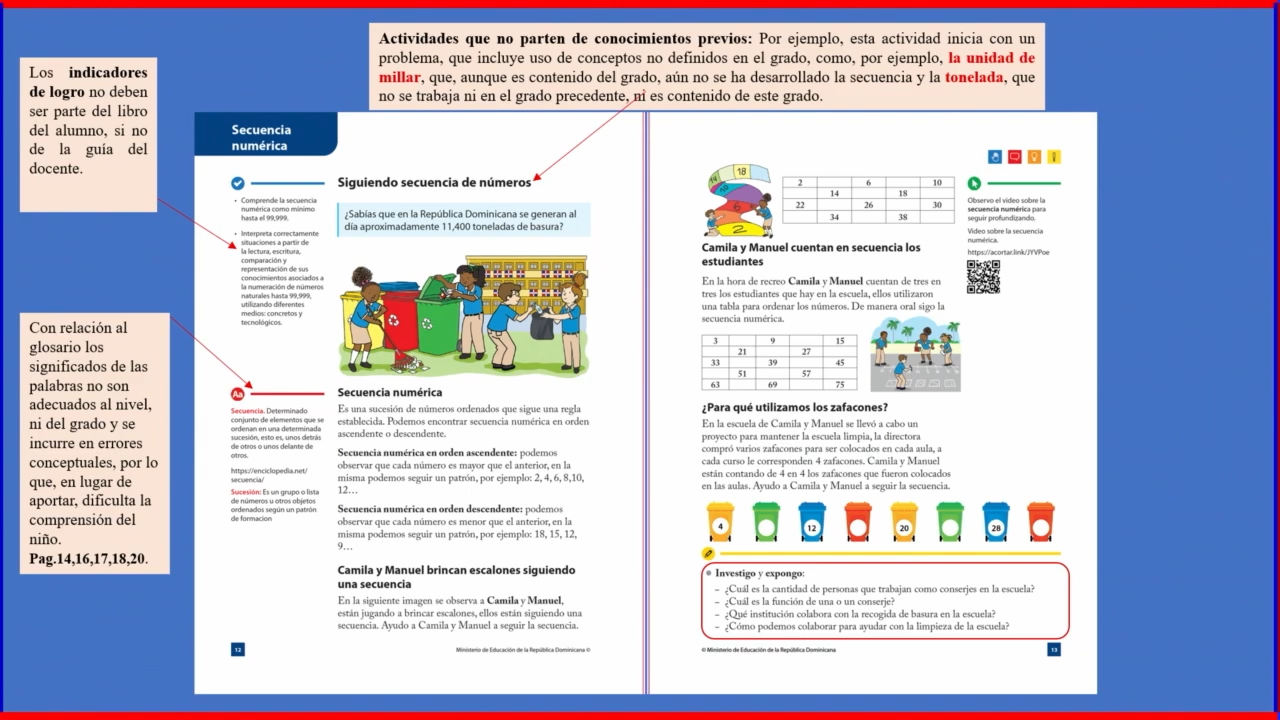 Actividades que no parten de conocimientos previos: Por ejemplo, esta actividad inicia con un
problema, que incluye uso de conceptos no definidos en el grado, como, por ejemplo, la unidad de
millar, que, aunque es contenido del grado, aún no se ha desarrollado la secuencia y la tonelada, que
no se trabaja ni en el grado precedente, ni es contenido de este grado.
Los indicadores
de logro no deben
ser parte del libro
del alumno, si no
de la guía del
docente.
Con relación al
glosario los
significados de las
palabras no son
adecuados al nivel,
ni del grado y se
incurre en errores
conceptuales, por lo
que, en lugar de
aportar, dificulta la
comprensión del
niño.
Pag.14,16,17,18,20.
Secuencia
numérica
Comprende la secuencia
numérica como mínimo
hasta el 99,999.
Interpreta correctamente
situaciones a partir de
la lectura, escritura,
comparación y
representación de sus
conocimientos asociados a
la numeración de números
naturales hasta 99,999,
utilizando diferentes
medios: concretos y
tecnológicos.
Aa
Secuencia. Determinado
conjunto de elementos que se
ordenan en una determinada
sucesión, esto es, unos detrás
de otros o unos delante de
otros.
https://enciclopedia.net/
secuencia/
Sucesión: Es un grupo o lista
de números u otros objetos
ordenados según un patrón
de formacion
Siguiendo secuencia de números
¿Sabías que en la República Dominicana se generan al
día aproximadamente 11,400 toneladas de basura?
Secuencia numérica
Es una sucesión de números ordenados que sigue una regla
establecida. Podemos encontrar secuencia numérica en orden
ascendente o descendente.
Secuencia numérica en orden ascendente: podemos
observar que cada número es mayor que el anterior, en la
misma podemos seguir un patrón, por ejemplo: 2, 4, 6, 8,10,
12…
Secuencia numérica en orden descendente: podemos
observar que cada número es menor que el anterior, en la
misma podemos seguir un patrón, por ejemplo: 18, 15, 12,
9…
Camila y Manuel brincan escalones siguiendo
una secuencia
En la siguiente imagen se observa a Camila y Manuel,
están jugando a brincar escalones, ellos están siguiendo una
secuencia. Ayudo a Camila y Manuel a seguir la secuencia.
12
Ministerio de Educación de la República Dominicana ©
18
14
10
6
2
2 6 10
14 18
22 26 30
34 38
Camila y Manuel cuentan en secuencia los
estudiantes
En la hora de recreo Camila y Manuel cuentan de tres en
tres los estudiantes que hay en la escuela, ellos utilizaron
una tabla para ordenar los números. De manera oral sigo la
secuencia numérica.
3 9 15
21 27
33 39 45
51 57
63 69 75
¿Para qué utilizamos los zafacones?
En la escuela de Camila y Manuel se llevó a cabo un
proyecto para mantener la escuela limpia, la directora
compró varios zafacones para ser colocados en cada aula, a
cada curso le corresponden 4 zafacones. Camila y Manuel
están contando de 4 en 4 los zafacones que fueron colocados
en las aulas. Ayudo a Camila y Manuel a seguir la secuencia.
4 12 20 28
Investigo y expongo:
– ¿Cuál es la cantidad de personas que trabajan como conserjes en la escuela?
– ¿Cuál es la función de una o un conserje?
– ¿Qué institución colabora con la recogida de basura en la escuela?
– ¿Cómo podemos colaborar para ayudar con la limpieza de la escuela?
Observo el video sobre la
secuencia numérica para
seguir profundizando.
Video sobre la secuencia
numérica.
https://acortar.link/JYVPoe
© Ministerio de Educación de la República Dominicana
13